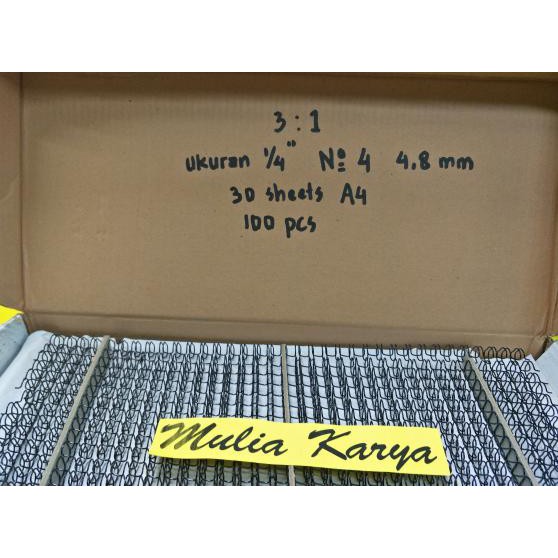 3 : 1
ukuran 1/4" No 4 4.8 mm
30 sheets A4
100 pcs
Mulia Karya